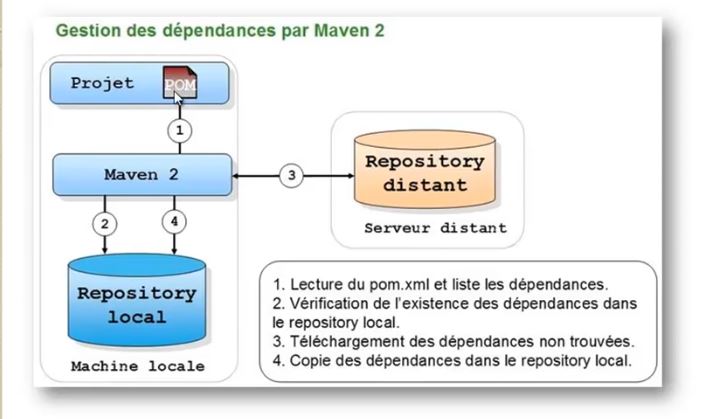 Gestion des dépendances par Maven 2
Projet
POM
1
Maven 2
3
Repository
distant
Serveur distant
2
4
Repository
local
Machine locale
1. Lecture du pom.xml et liste les dépendances.
2. Vérification de l'existence des dépendances dans
le repository local.
3. Téléchargement des dépendances non trouvées.
4. Copie des dépendances dans le repository local.